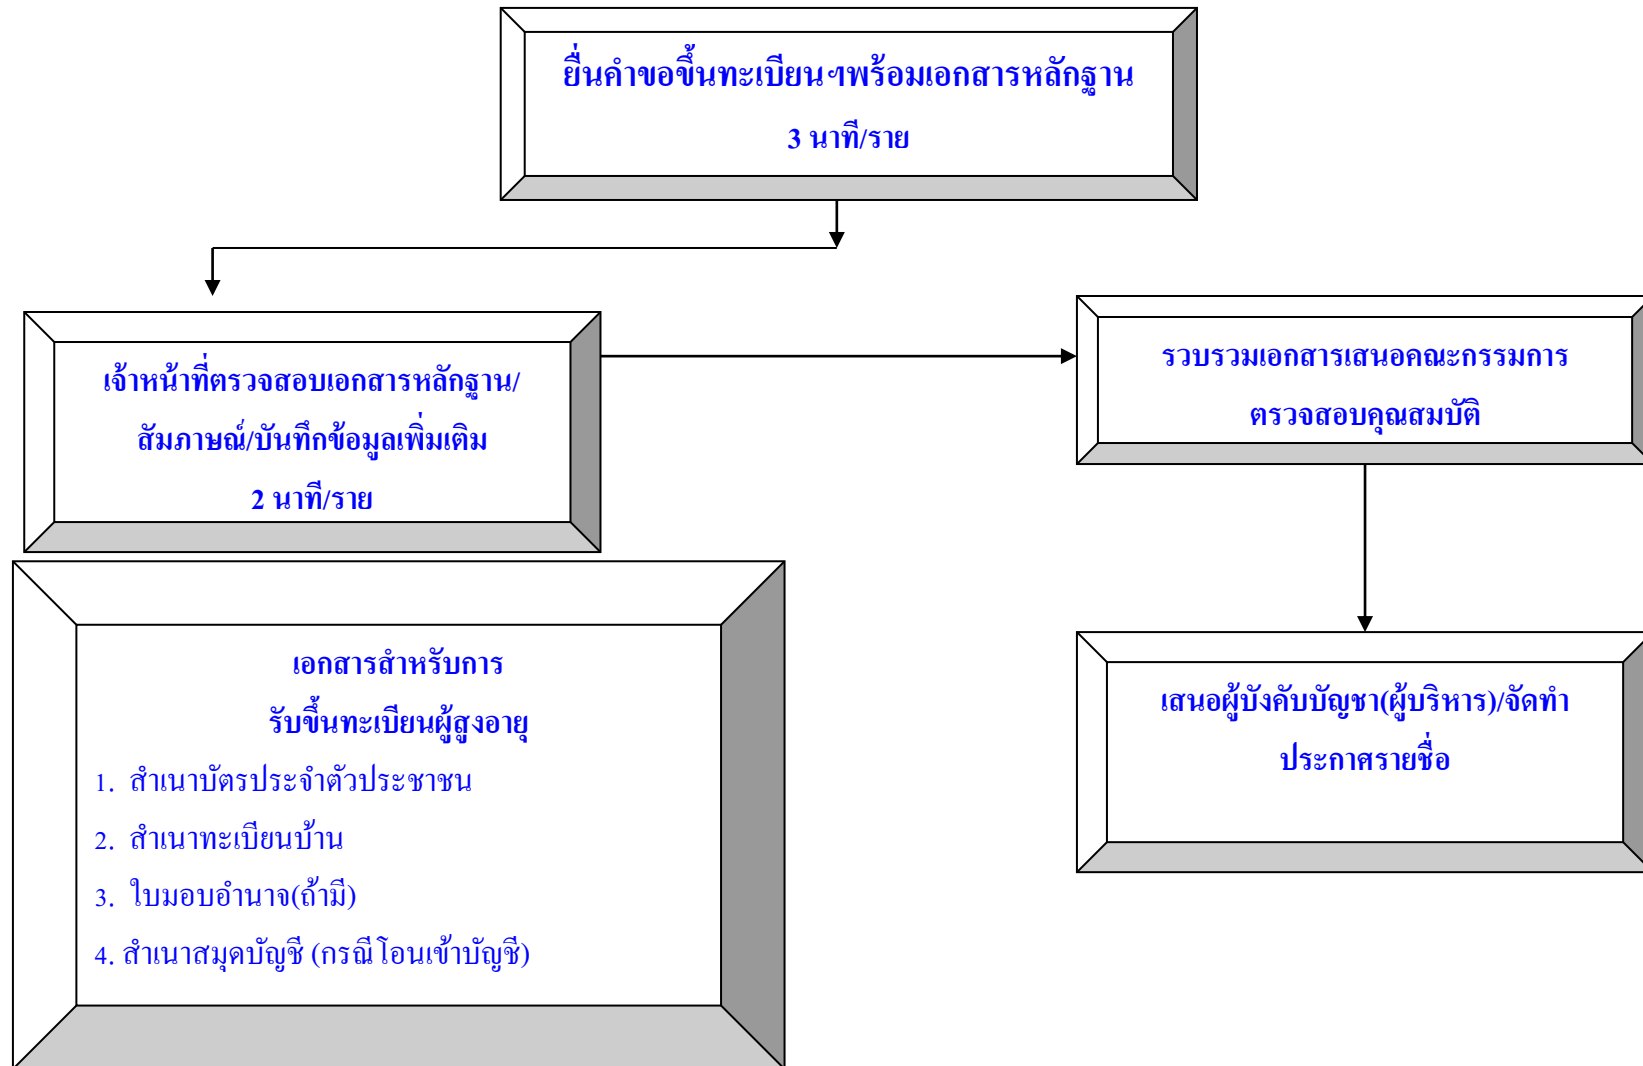 ยื่นคำขอขึ้นทะเบียนฯพร้อมเอกสารหลักฐาน
3 นาที/ราย
เจ้าหน้าที่ตรวจสอบเอกสารหลักฐาน/
สัมภาษณ์/บันทึกข้อมูลเพิ่มเติม
2 นาที/ราย
รวบรวมเอกสารเสนอคณะกรรมการ
ตรวจสอบคุณสมบัติ
เอกสารสำหรับการ
รับขึ้นทะเบียนผู้สูงอายุ
1. สำเนาบัตรประจำตัวประชาชน
2. สำเนาทะเบียนบ้าน
3. ใบมอบอำนาจ(ถ้ามี)
4. สำเนาสมุดบัญชี (กรณีโอนเข้าบัญชี)
เสนอผู้บังคับบัญชา(ผู้บริหาร)/จัดทำ
ประกาศรายชื่อ